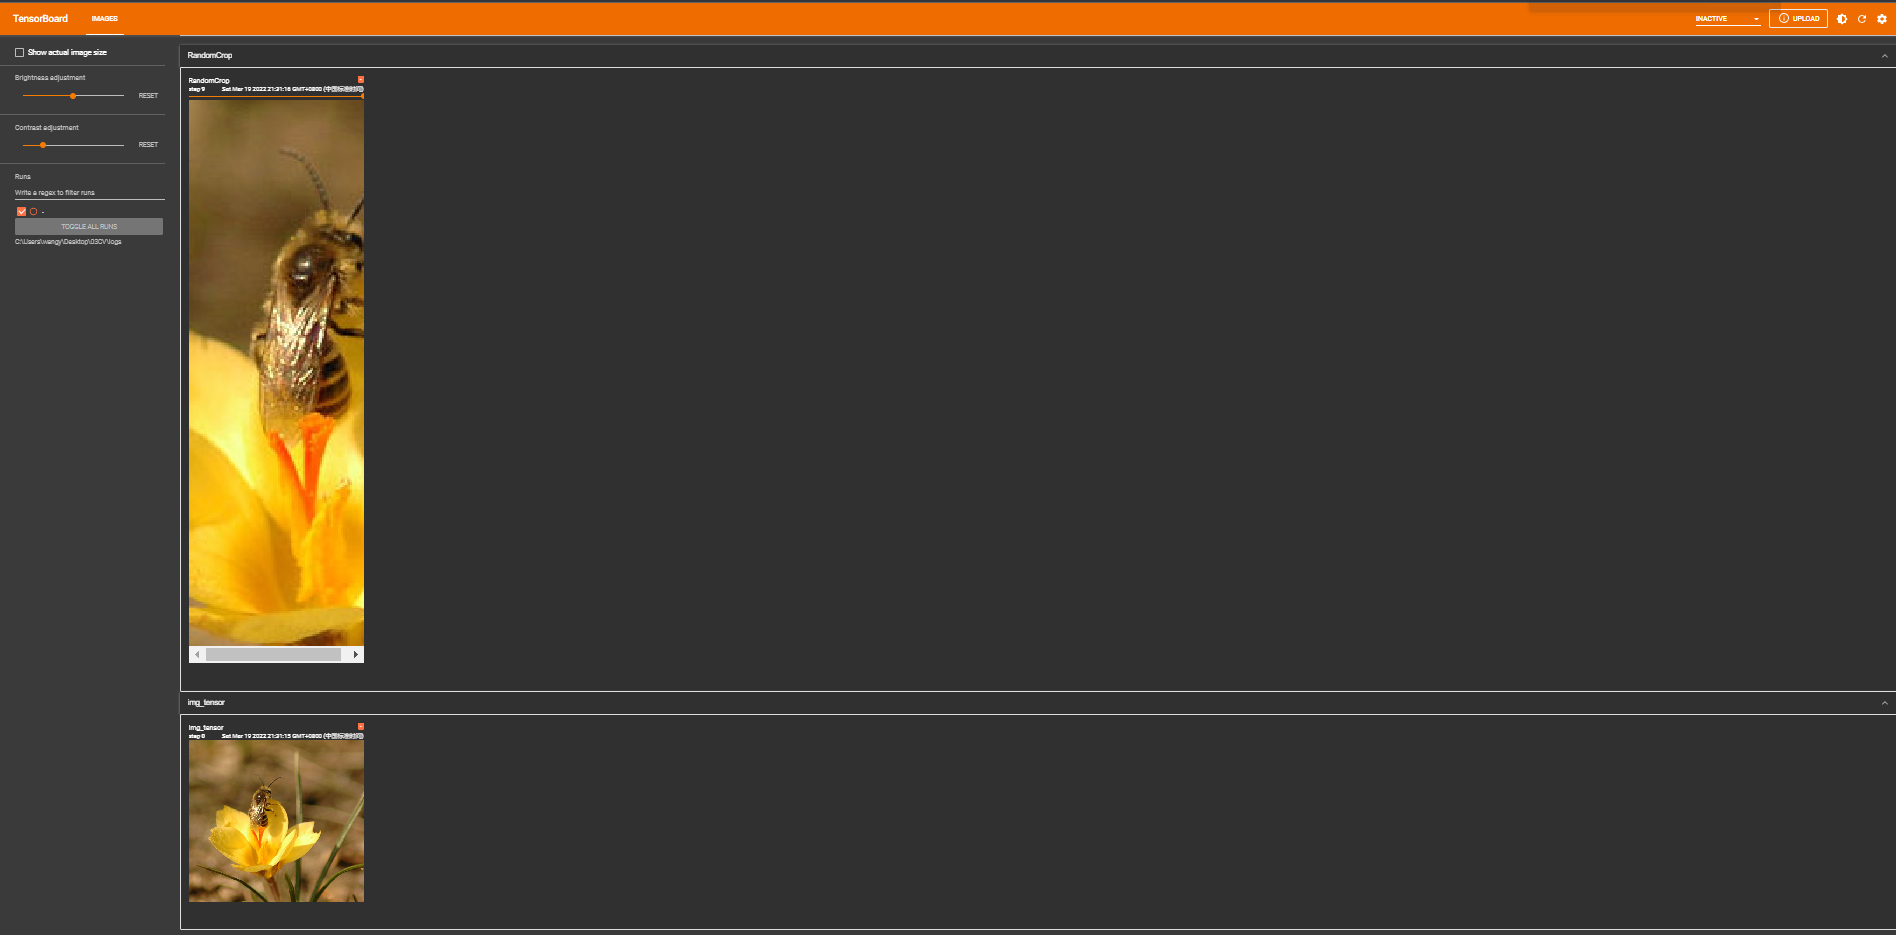 TensorBoard
IMAGES
INACTIVE
UPLOAD
Show actual image size
Brightness adjustment
RESET
Contrast adjustment
RESET
Runs
Write a regex to filter runs
.
TOGGLE ALL RUNS
C:\Users\wangy\Desktop\03CV\logs
RandomCrop
RandomCrop
step 9 Sat Mar 19 2022 21:31:16 GMT+0800 (中国标准时间)
img_tensor
img_tensor
step 0 Sat Mar 19 2022 21:31:15 GMT+0800 (中国标准时间)